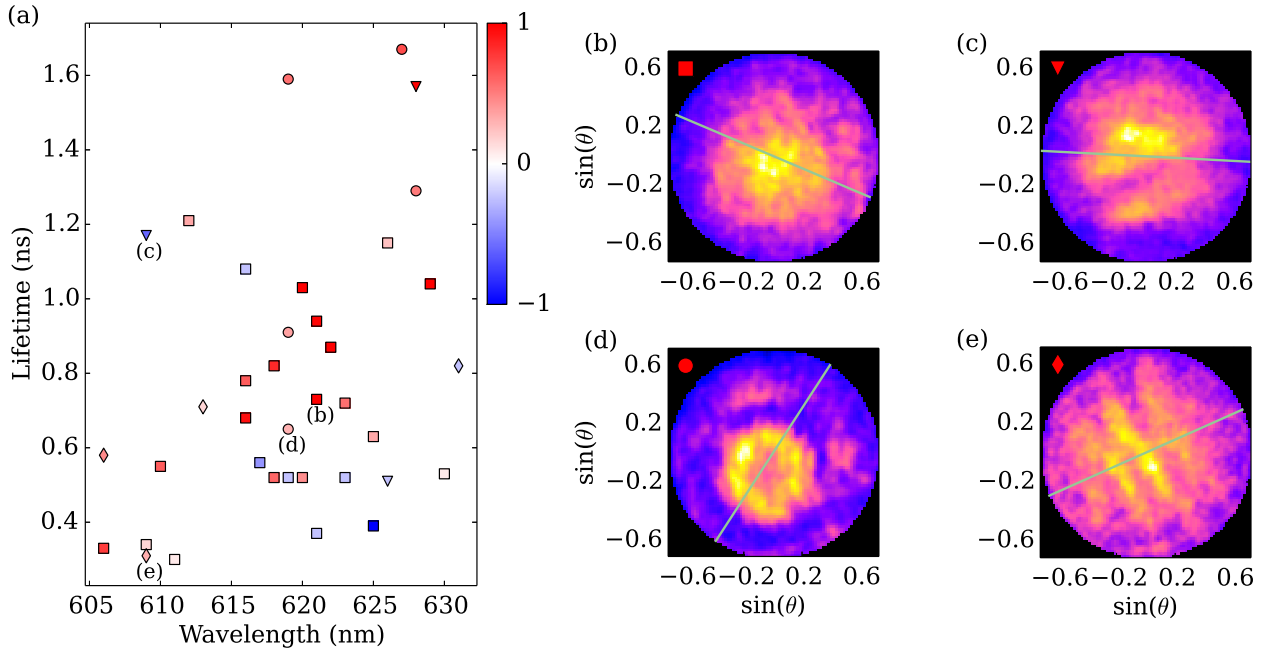 (a)
Lifetime (ns)
1.6
1.4
1.2
1.0
0.8
0.6
0.4
605 610 615 620 625 630
Wavelength (nm)
(c)
(b)
(d)
(e)
1
0
−1
(b)
sin(θ)
0.6
0.2
−0.2
−0.6
−0.6 −0.2 0.2 0.6
(c)
0.6
0.2
−0.2
−0.6
−0.6 −0.2 0.2 0.6
(d)
sin(θ)
0.6
0.2
−0.2
−0.6
−0.6 −0.2 0.2 0.6
sin(θ)
(e)
0.6
0.2
−0.2
−0.6
−0.6 −0.2 0.2 0.6
sin(θ)